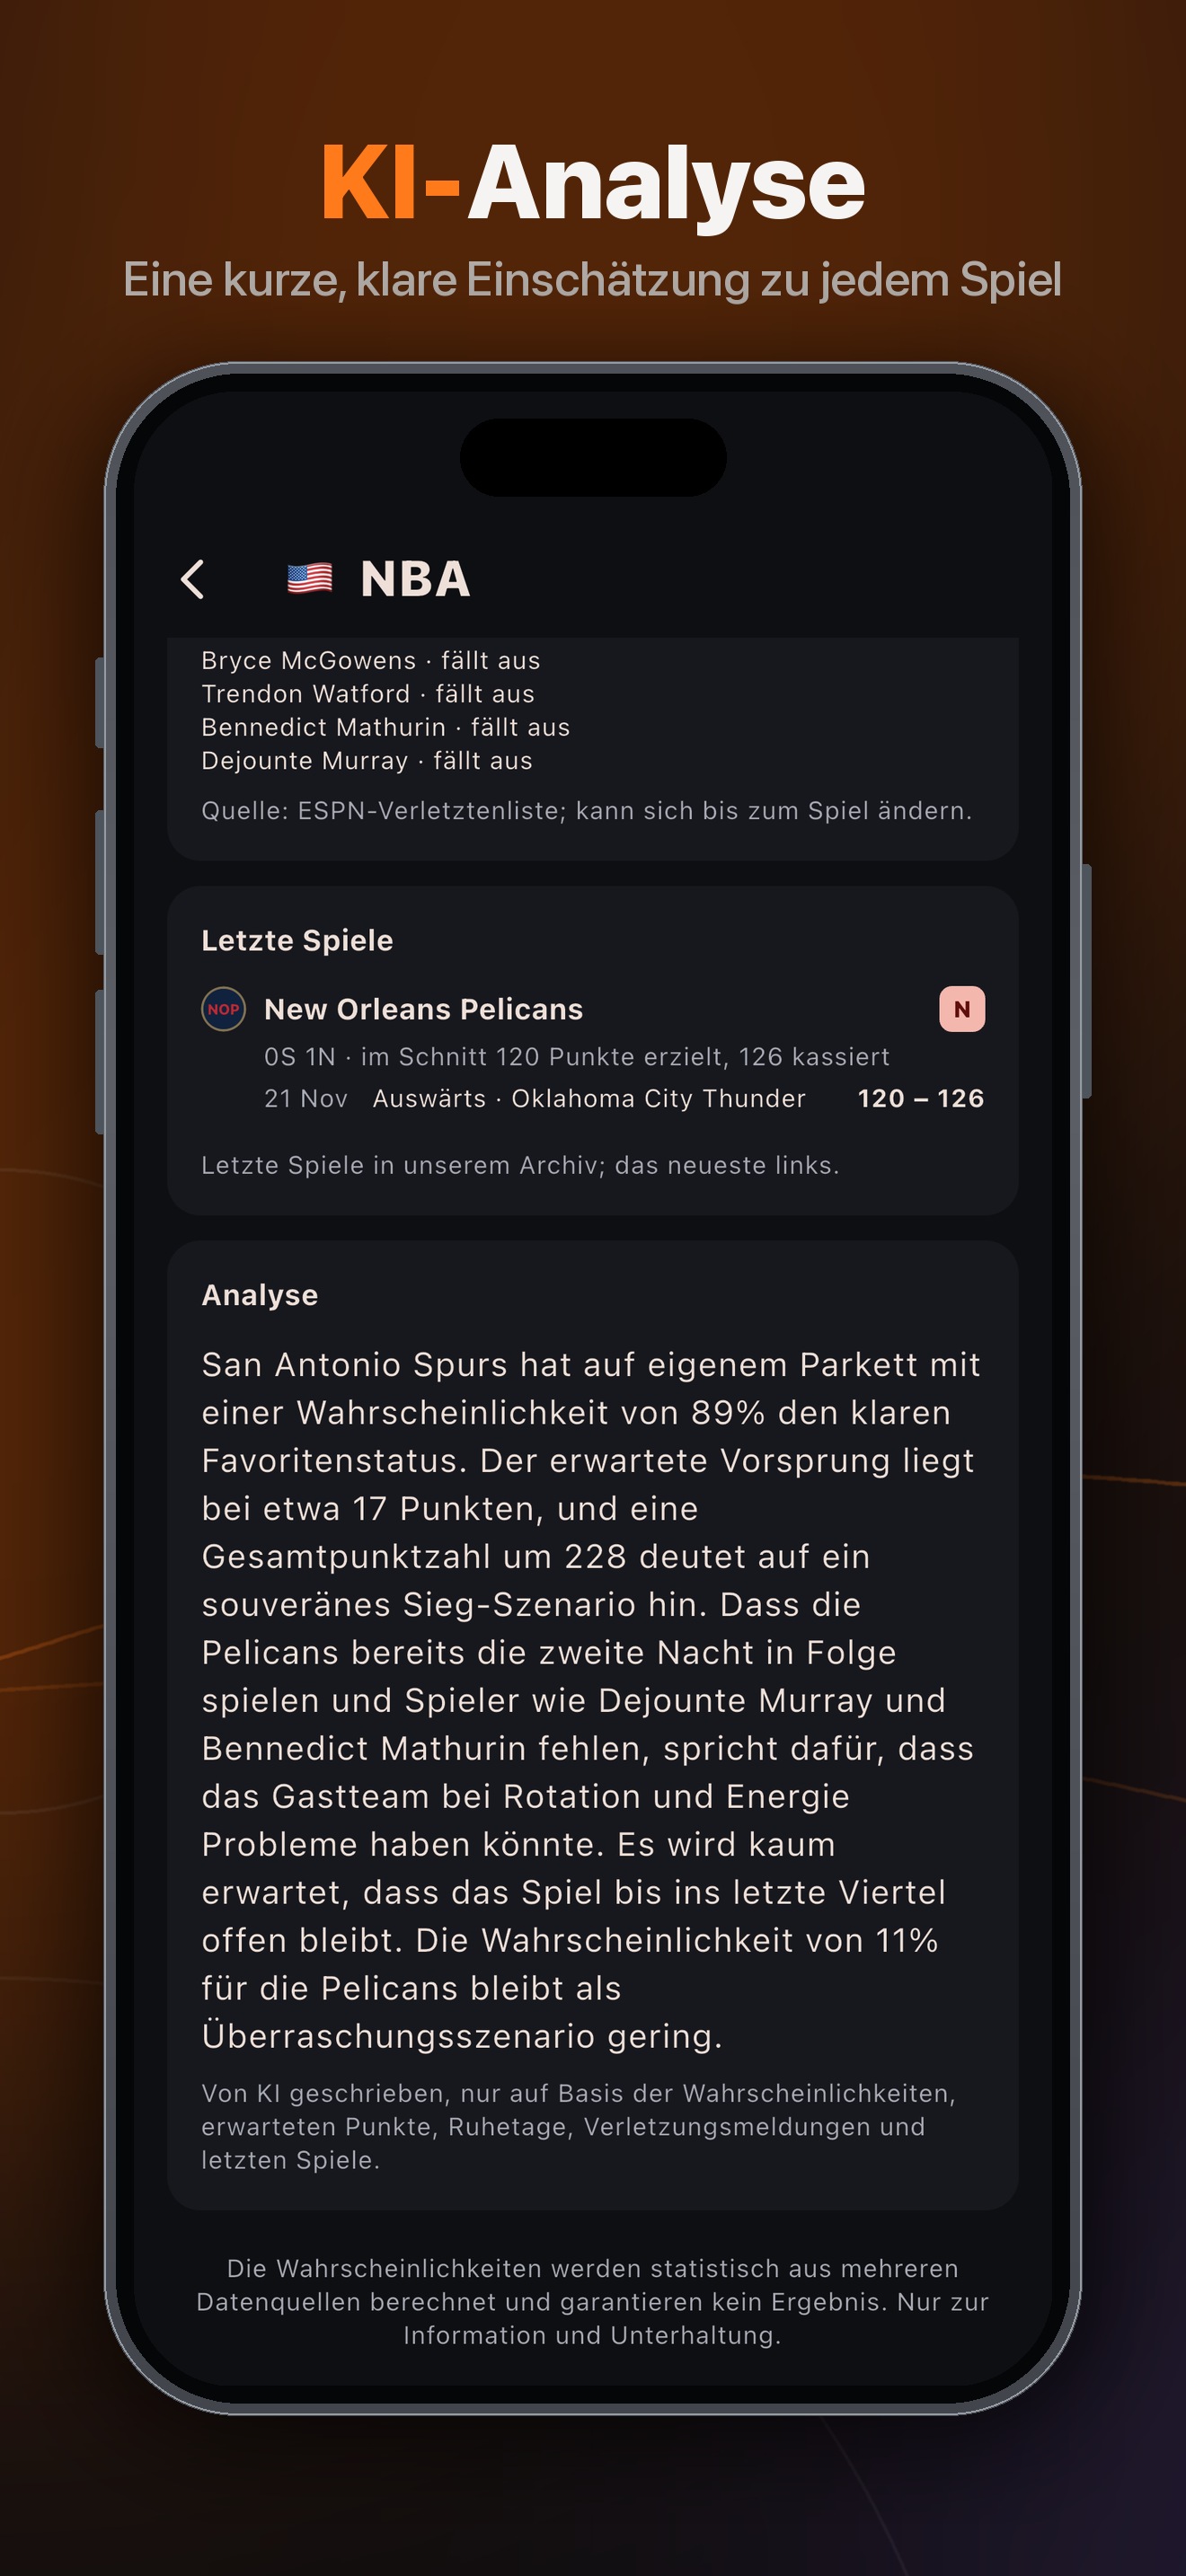 KI-Analyse
Eine kurze, klare Einschätzung zu jedem Spiel
NBA
Bryce McGowens · fällt aus
Trendon Watford · fällt aus
Bennedict Mathurin · fällt aus
Dejounte Murray · fällt aus
Quelle: ESPN-Verletztenliste; kann sich bis zum Spiel ändern.
Letzte Spiele
NOP New Orleans Pelicans N
0S 1N · im Schnitt 120 Punkte erzielt, 126 kassiert
21 Nov Auswärts · Oklahoma City Thunder 120 – 126
Letzte Spiele in unserem Archiv; das neueste links.
Analyse
San Antonio Spurs hat auf eigenem Parkett mit
einer Wahrscheinlichkeit von 89% den klaren
Favoritenstatus. Der erwartete Vorsprung liegt
bei etwa 17 Punkten, und eine
Gesamtpunktzahl um 228 deutet auf ein
souveränes Sieg-Szenario hin. Dass die
Pelicans bereits die zweite Nacht in Folge
spielen und Spieler wie Dejounte Murray und
Bennedict Mathurin fehlen, spricht dafür, dass
das Gastteam bei Rotation und Energie
Probleme haben könnte. Es wird kaum
erwartet, dass das Spiel bis ins letzte Viertel
offen bleibt. Die Wahrscheinlichkeit von 11%
für die Pelicans bleibt als
Überraschungsszenario gering.
Von KI geschrieben, nur auf Basis der Wahrscheinlichkeiten,
erwarteten Punkte, Ruhetage, Verletzungsmeldungen und
letzten Spiele.
Die Wahrscheinlichkeiten werden statistisch aus mehreren
Datenquellen berechnet und garantieren kein Ergebnis. Nur zur
Information und Unterhaltung.